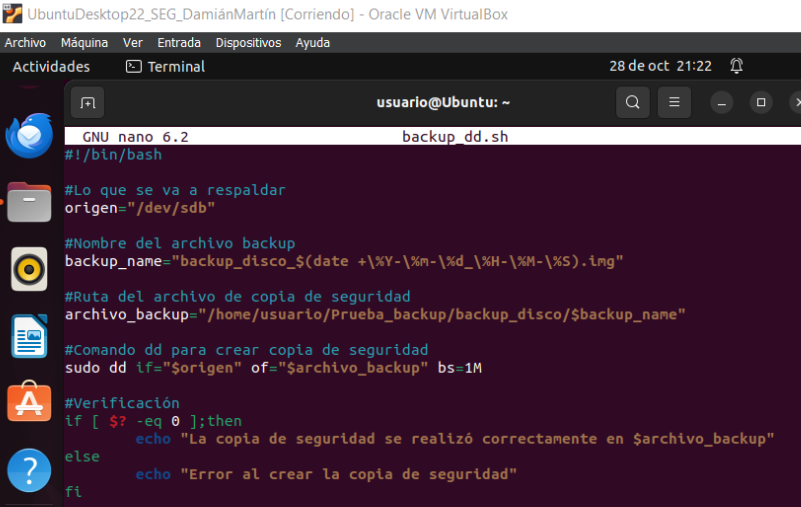 UbuntuDesktop22_SEG_DamiánMartín [Corriendo] - Oracle VM VirtualBox
Archivo Máquina Ver Entrada Dispositivos Ayuda
Actividades Terminal 28 de oct 21:22
usuario@Ubuntu: ~
GNU nano 6.2 backup_dd.sh
#!/bin/bash
#Lo que se va a respaldar
origen="/dev/sdb"
#Nombre del archivo backup
backup_name="backup_disco_$(date +\%Y-\%m-\%d_\%H-\%M-\%S).img"
#Ruta del archivo de copia de seguridad
archivo_backup="/home/usuario/Prueba_backup/backup_disco/$backup_name"
#Comando dd para crear copia de seguridad
sudo dd if="$origen" of="$archivo_backup" bs=1M
#Verificación
if [ $? -eq 0 ];then
echo "La copia de seguridad se realizó correctamente en $archivo_backup"
else
echo "Error al crear la copia de seguridad"
fi